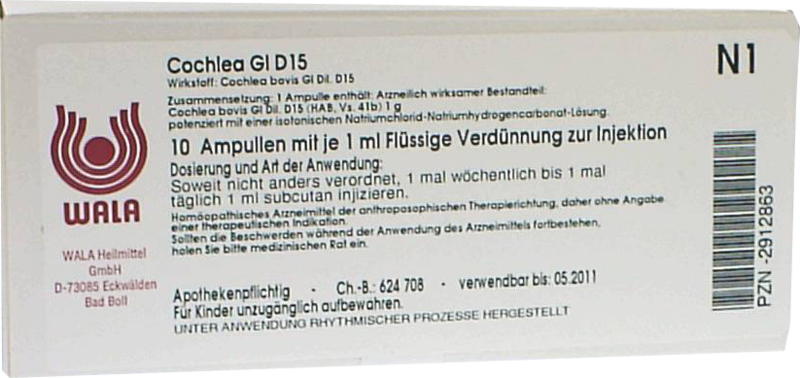 Cochlea Gl D15
N1
Wirkstoff: Cochlea bovis Gl Dil. D15
Zusammensetzung: 1 Ampulle enthält: Arzneilich wirksamer Bestandteil:
Cochlea bovis Gl Dil. D15 (HAB, Vs. 41b) 1 g
potenziert mit einer isotonischen Natriumchlorid-Natriumhydrogencarbonat-Lösung.
10 Ampullen mit je 1 ml Flüssige Verdünnung zur Injektion
Dosierung und Art der Anwendung:
Soweit nicht anders verordnet, 1 mal wöchentlich bis 1 mal
täglich 1 ml subcutan injizieren.
Homöopathisches Arzneimittel der anthroposophischen Therapierichtung, daher ohne Angabe
einer therapeutischen Indikation.
Sollten die Beschwerden während der Anwendung des Arzneimittels fortbestehen,
holen Sie bitte medizinischen Rat ein.
Apothekenpflichtig - Ch.-B.: 624 708 - verwendbar bis: 05.2011
Für Kinder unzugänglich aufbewahren.
UNTER ANWENDUNG RHYTHMISCHER PROZESSE HERGESTELLT
WALA
WALA Heilmittel
GmbH
D-73085 Eckwälden
Bad Boll
PZN -2912863